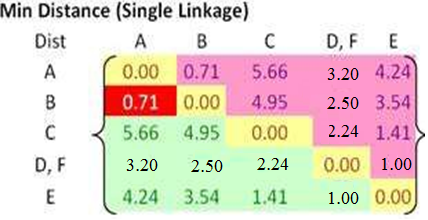 Min Distance (Single Linkage)
Dist A B C D, F E
A 0.00 0.71 5.66 3.20 4.24
B 0.71 0.00 4.95 2.50 3.54
C 5.66 4.95 0.00 2.24 1.41
D, F 3.20 2.50 2.24 0.00 1.00
E 4.24 3.54 1.41 1.00 0.00